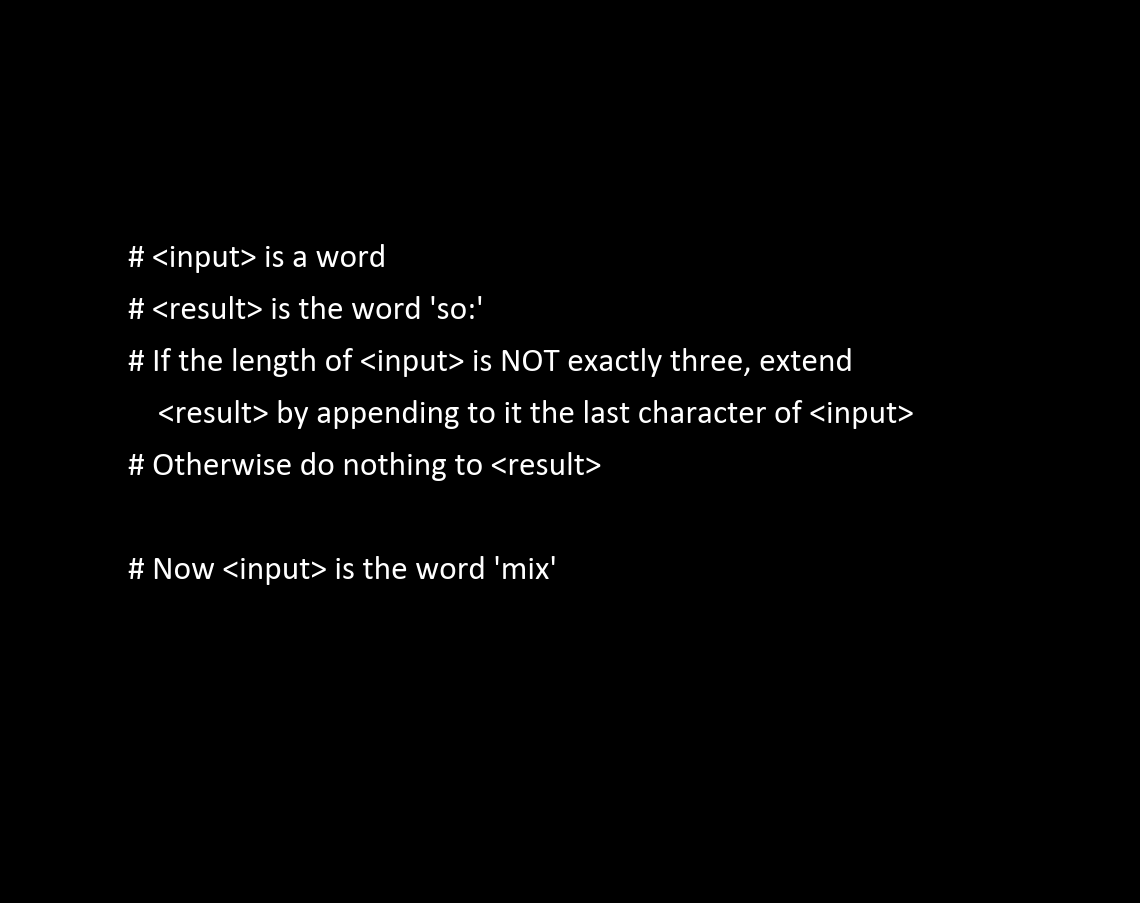 # <input> is a word
# <result> is the word 'so:'
# If the length of <input> is NOT exactly three, extend
<result> by appending to it the last character of <input>
# Otherwise do nothing to <result>
# Now <input> is the word 'mix'